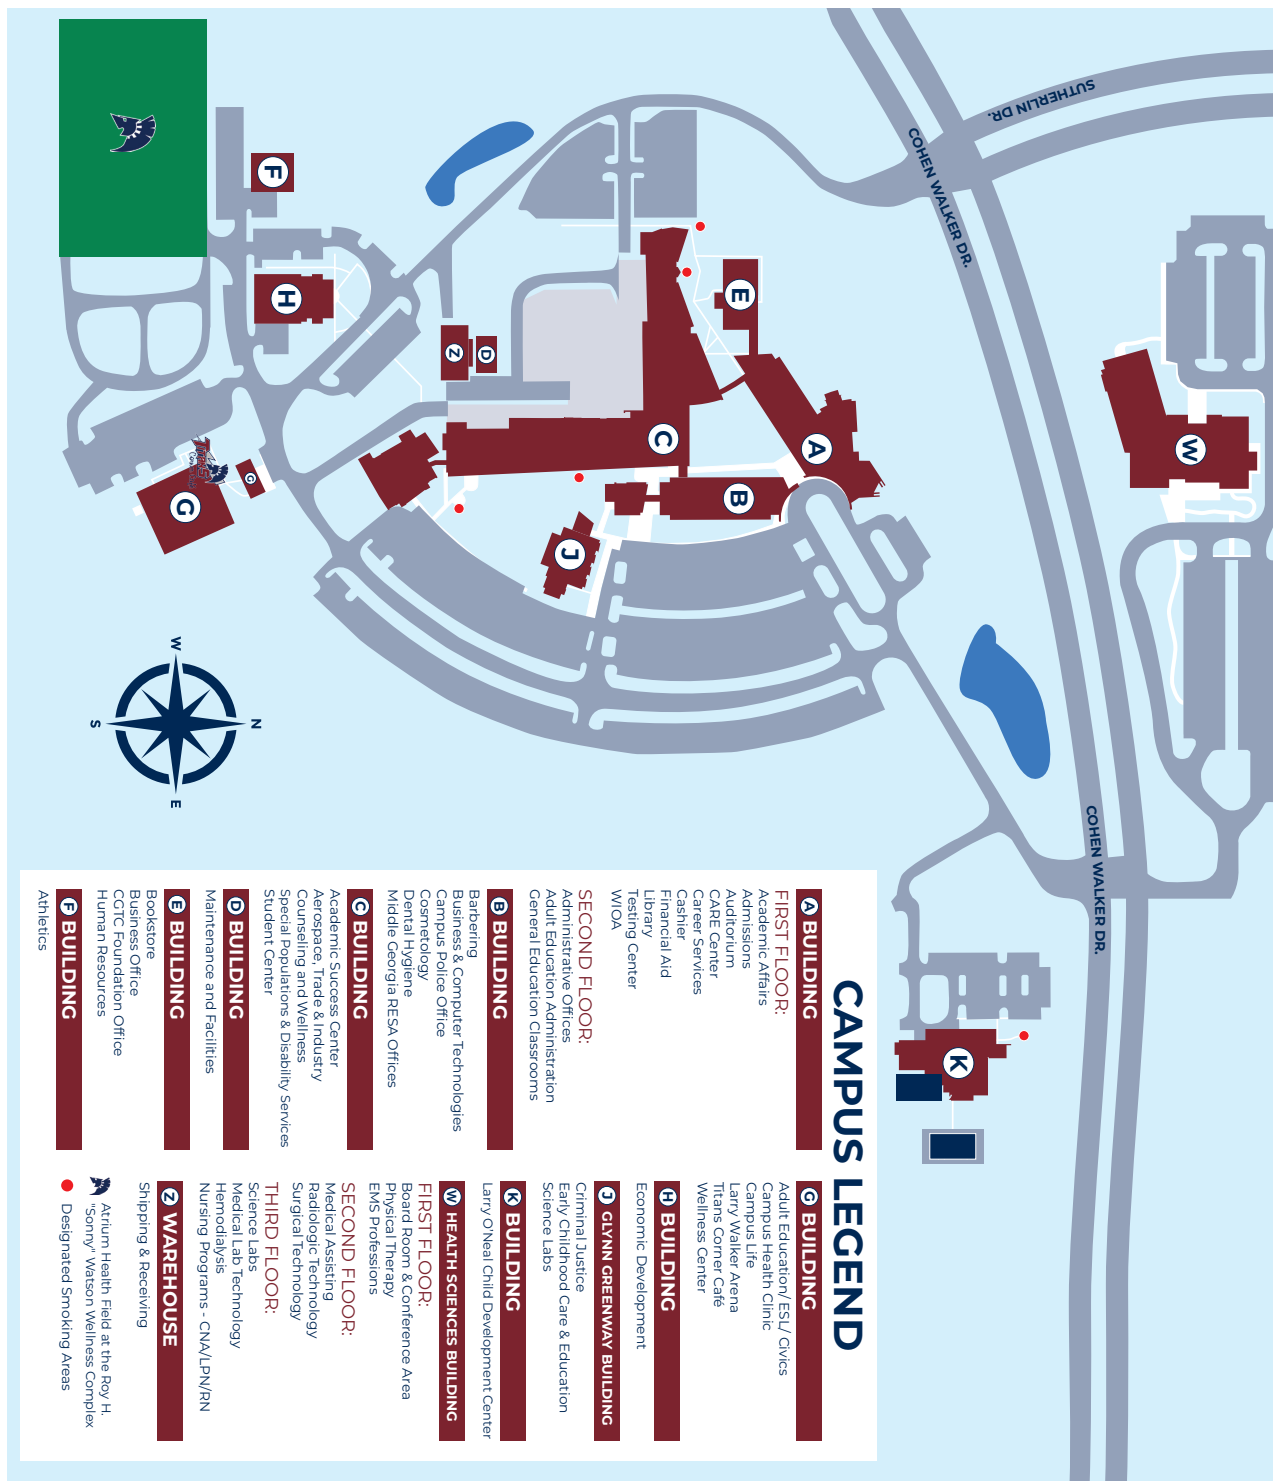 SUTHERLIN DR.
COHEN WALKER DR.
COHEN WALKER DR.
W
K
A
E
B
C
J
D
Z
H
F
G
G
TITANS
N
W
E
S
CAMPUS LEGEND
A BUILDING
FIRST FLOOR:
Academic Affairs
Admissions
Auditorium
CARE Center
Career Services
Cashier
Financial Aid
Library
Testing Center
WIOA
SECOND FLOOR:
Administrative Offices
Adult Education Administration
General Education Classrooms
B BUILDING
Barbering
Business & Computer Technologies
Campus Police Office
Cosmetology
Dental Hygiene
Middle Georgia RESA Offices
C BUILDING
Academic Success Center
Aerospace, Trade & Industry
Counseling and Wellness
Special Populations & Disability Services
Student Center
D BUILDING
Maintenance and Facilities
E BUILDING
Bookstore
Business Office
CGTC Foundation Office
Human Resources
F BUILDING
Athletics
G BUILDING
Adult Education/ ESL/ Civics
Campus Health Clinic
Campus Life
Larry Walker Arena
Titans Corner Café
Wellness Center
H BUILDING
Economic Development
J GLYNN GREENWAY BUILDING
Criminal Justice
Early Childhood Care & Education
Science Labs
K BUILDING
Larry O'Neal Child Development Center
W HEALTH SCIENCES BUILDING
FIRST FLOOR:
Board Room & Conference Area
Physical Therapy
EMS Professions
SECOND FLOOR:
Medical Assisting
Radiologic Technology
Surgical Technology
THIRD FLOOR:
Science Labs
Medical Lab Technology
Hemodialysis
Nursing Programs - CNA/LPN/RN
Z WAREHOUSE
Shipping & Receiving
Atrium Health Field at the Roy H.
"Sonny" Watson Wellness Complex
Designated Smoking Areas